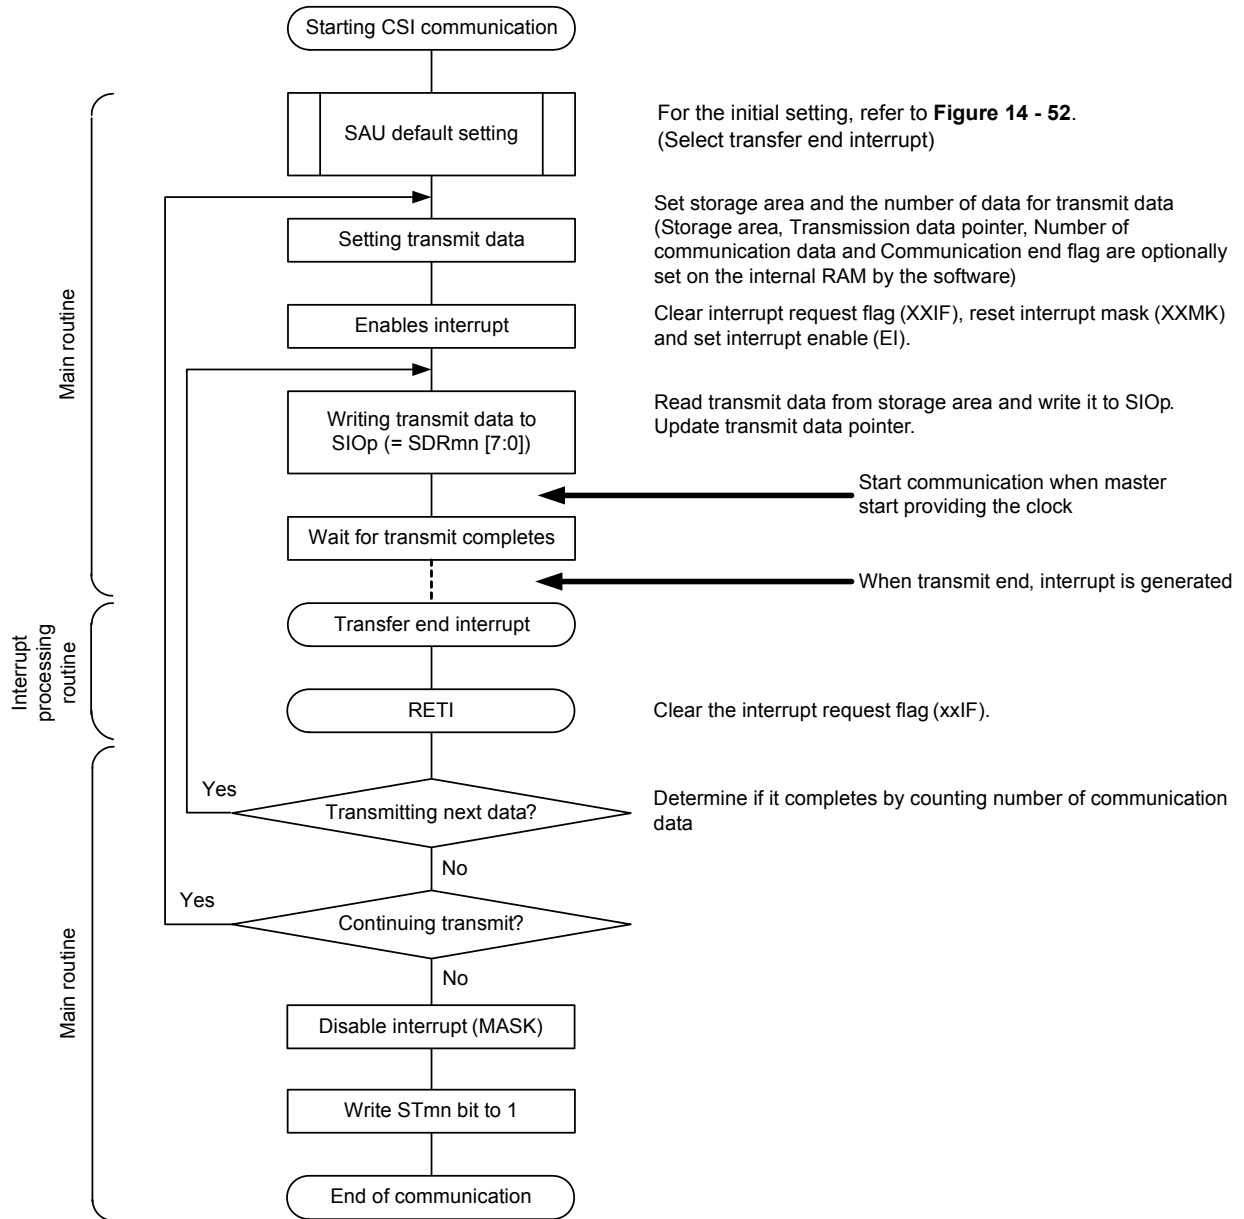 Starting CSI communication
Main routine
SAU default setting
For the initial setting, refer to Figure 14 - 52.
(Select transfer end interrupt)
Setting transmit data
Set storage area and the number of data for transmit data
(Storage area, Transmission data pointer, Number of
communication data and Communication end flag are optionally
set on the internal RAM by the software)
Enables interrupt
Clear interrupt request flag (XXIF), reset interrupt mask (XXMK)
and set interrupt enable (EI).
Writing transmit data to
SIOp (= SDRmn [7:0])
Read transmit data from storage area and write it to SIOp.
Update transmit data pointer.
Start communication when master
start providing the clock
Wait for transmit completes
When transmit end, interrupt is generated
Interrupt
processing
routine
Transfer end interrupt
RETI
Clear the interrupt request flag (xxIF).
Main routine
Yes
Transmitting next data?
Determine if it completes by counting number of communication
data
No
Yes
Continuing transmit?
No
Disable interrupt (MASK)
Write STmn bit to 1
End of communication